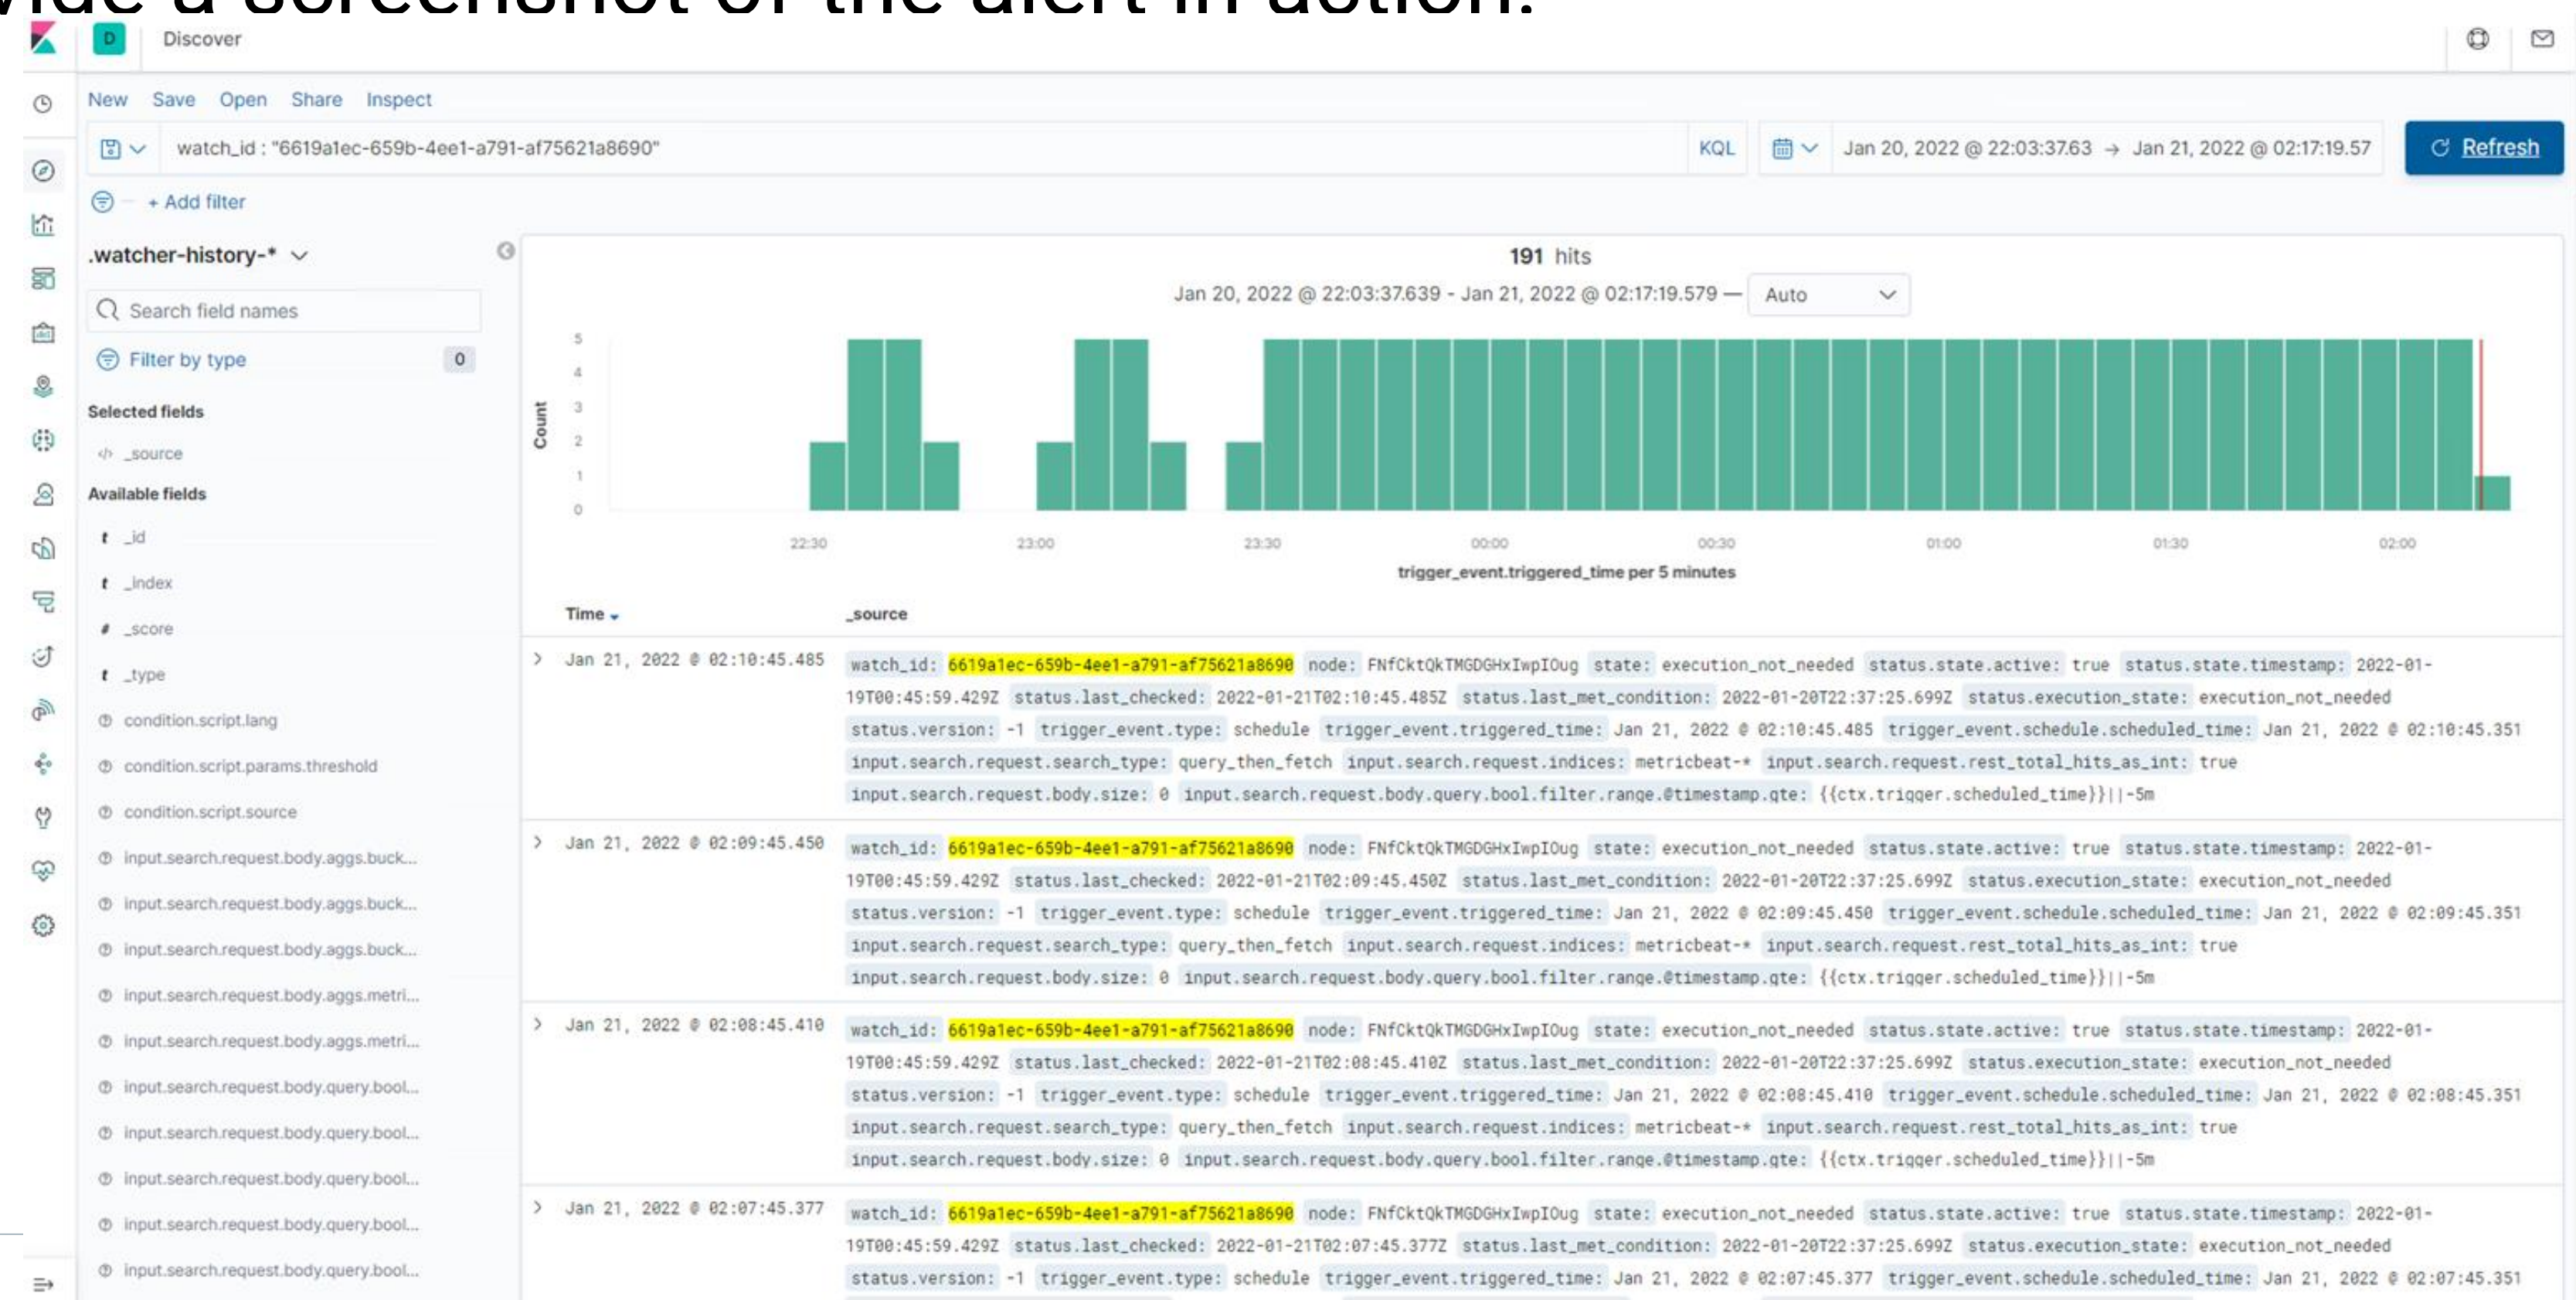 vide a screenshot of the alert in action.
D Discover
New Save Open Share Inspect
watch_id : "6619a1ec-659b-4ee1-a791-af75621a8690" KQL Jan 20, 2022 @ 22:03:37.63 → Jan 21, 2022 @ 02:17:19.57 Refresh
+ Add filter
.watcher-history-*
Search field names
Filter by type 0
Selected fields
</> _source
Available fields
t _id
t _index
# _score
t _type
condition.script.lang
condition.script.params.threshold
condition.script.source
input.search.request.body.aggs.buck...
input.search.request.body.aggs.buck...
input.search.request.body.aggs.buck...
input.search.request.body.aggs.metri...
input.search.request.body.aggs.metri...
input.search.request.body.query.bool...
input.search.request.body.query.bool...
input.search.request.body.query.bool...
input.search.request.body.query.bool...
input.search.request.body.query.bool...
191 hits
Jan 20, 2022 @ 22:03:37.639 - Jan 21, 2022 @ 02:17:19.579 — Auto
Count
5
4
3
2
1
0
22:30 23:00 23:30 00:00 00:30 01:00 01:30 02:00
trigger_event.triggered_time per 5 minutes
Time _source
Jan 21, 2022 @ 02:10:45.485 watch_id: 6619a1ec-659b-4ee1-a791-af75621a8690 node: FNfCktQkTMGDGHxIwpIOug state: execution_not_needed status.state.active: true status.state.timestamp: 2022-01-
19T00:45:59.429Z status.last_checked: 2022-01-21T02:10:45.485Z status.last_met_condition: 2022-01-20T22:37:25.699Z status.execution_state: execution_not_needed
status.version: -1 trigger_event.type: schedule trigger_event.triggered_time: Jan 21, 2022 @ 02:10:45.485 trigger_event.schedule.scheduled_time: Jan 21, 2022 @ 02:10:45.351
input.search.request.search_type: query_then_fetch input.search.request.indices: metricbeat-* input.search.request.rest_total_hits_as_int: true
input.search.request.body.size: 0 input.search.request.body.query.bool.filter.range.@timestamp.gte: {{ctx.trigger.scheduled_time}}||-5m
Jan 21, 2022 @ 02:09:45.450 watch_id: 6619a1ec-659b-4ee1-a791-af75621a8690 node: FNfCktQkTMGDGHxIwpIOug state: execution_not_needed status.state.active: true status.state.timestamp: 2022-01-
19T00:45:59.429Z status.last_checked: 2022-01-21T02:09:45.450Z status.last_met_condition: 2022-01-20T22:37:25.699Z status.execution_state: execution_not_needed
status.version: -1 trigger_event.type: schedule trigger_event.triggered_time: Jan 21, 2022 @ 02:09:45.450 trigger_event.schedule.scheduled_time: Jan 21, 2022 @ 02:09:45.351
input.search.request.search_type: query_then_fetch input.search.request.indices: metricbeat-* input.search.request.rest_total_hits_as_int: true
input.search.request.body.size: 0 input.search.request.body.query.bool.filter.range.@timestamp.gte: {{ctx.trigger.scheduled_time}}||-5m
Jan 21, 2022 @ 02:08:45.410 watch_id: 6619a1ec-659b-4ee1-a791-af75621a8690 node: FNfCktQkTMGDGHxIwpIOug state: execution_not_needed status.state.active: true status.state.timestamp: 2022-01-
19T00:45:59.429Z status.last_checked: 2022-01-21T02:08:45.410Z status.last_met_condition: 2022-01-20T22:37:25.699Z status.execution_state: execution_not_needed
status.version: -1 trigger_event.type: schedule trigger_event.triggered_time: Jan 21, 2022 @ 02:08:45.410 trigger_event.schedule.scheduled_time: Jan 21, 2022 @ 02:08:45.351
input.search.request.search_type: query_then_fetch input.search.request.indices: metricbeat-* input.search.request.rest_total_hits_as_int: true
input.search.request.body.size: 0 input.search.request.body.query.bool.filter.range.@timestamp.gte: {{ctx.trigger.scheduled_time}}||-5m
Jan 21, 2022 @ 02:07:45.377 watch_id: 6619a1ec-659b-4ee1-a791-af75621a8690 node: FNfCktQkTMGDGHxIwpIOug state: execution_not_needed status.state.active: true status.state.timestamp: 2022-01-
19T00:45:59.429Z status.last_checked: 2022-01-21T02:07:45.377Z status.last_met_condition: 2022-01-20T22:37:25.699Z status.execution_state: execution_not_needed
status.version: -1 trigger_event.type: schedule trigger_event.triggered_time: Jan 21, 2022 @ 02:07:45.377 trigger_event.schedule.scheduled_time: Jan 21, 2022 @ 02:07:45.351